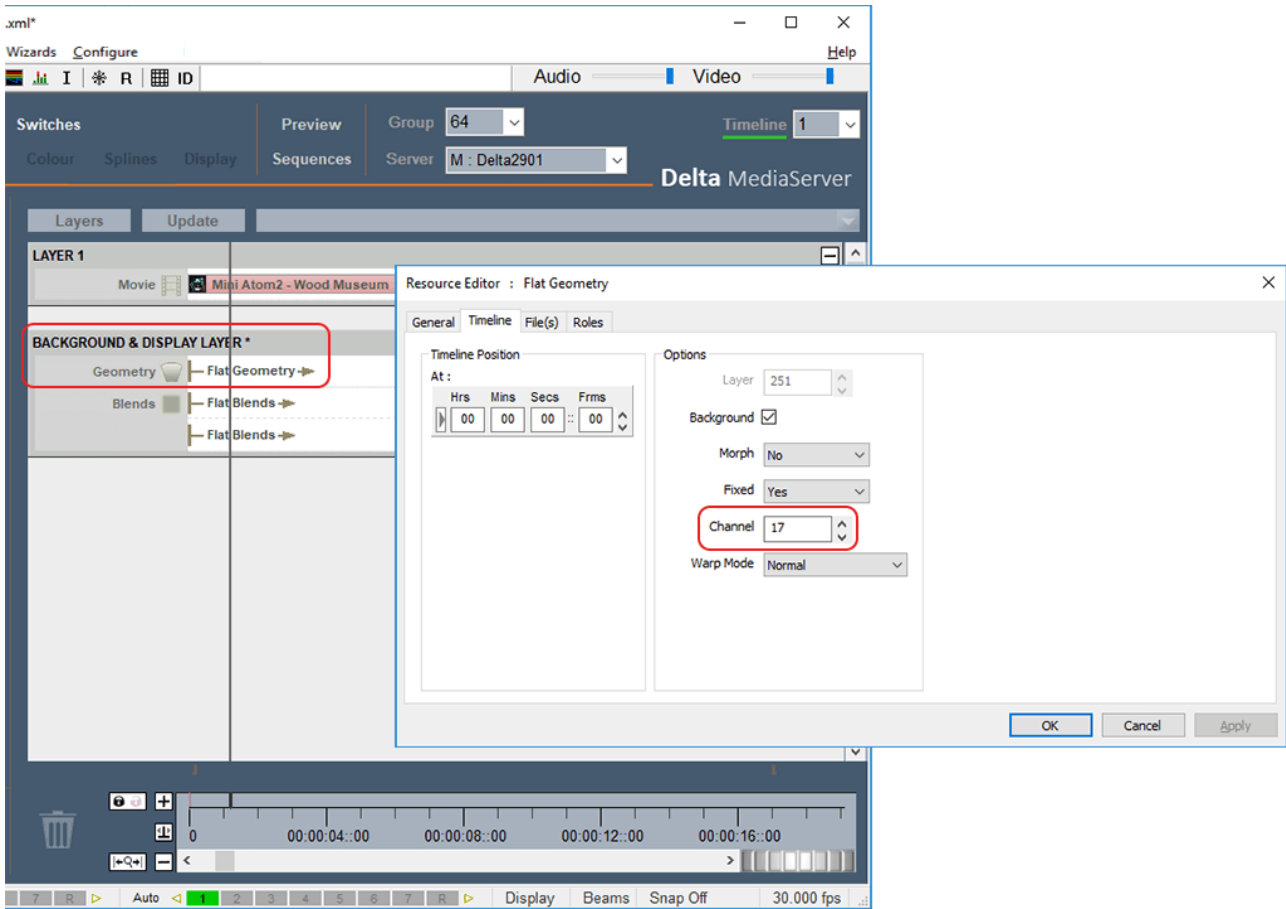 .xml*
Wizards Configure Help
I R ID Audio Video
Switches Preview Group 64 Timeline 1
Colour Splines Display Sequences Server M : Delta2901
Delta MediaServer
Layers Update
LAYER 1
Movie Mini Atom2 - Wood Museum
BACKGROUND & DISPLAY LAYER *
Geometry Flat Geometry
Blends Flat Blends
Flat Blends
Resource Editor : Flat Geometry
General Timeline File(s) Roles
Timeline Position
At :
Hrs Mins Secs Frms
00 00 00 :: 00
Options
Layer 251
Background
Morph No
Fixed Yes
Channel 17
Warp Mode Normal
OK Cancel Apply
0 00:00:04::00 00:00:08::00 00:00:12::00 00:00:16::00
7 R Auto 1 2 3 4 5 6 7 R Display Beams Snap Off 30.000 fps